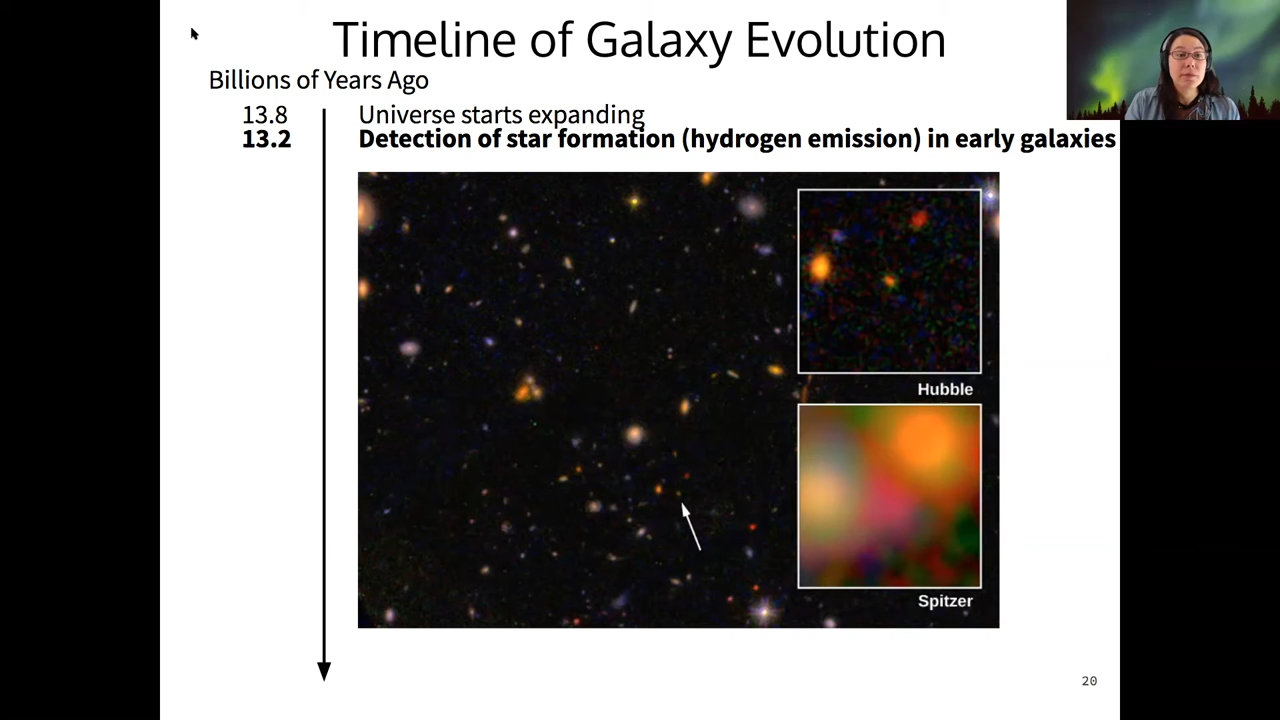 Timeline of Galaxy Evolution
Billions of Years Ago
13.8 Universe starts expanding
13.2 Detection of star formation (hydrogen emission) in early galaxies
Hubble
Spitzer
20